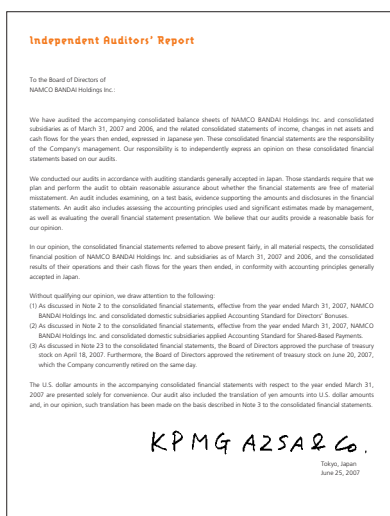 Independent Auditors' Report
To the Board of Directors of
NAMCO BANDAI Holdings Inc.:
We have audited the accompanying consolidated balance sheets of NAMCO BANDAI Holdings Inc. and consolidated
subsidiaries as of March 31, 2007 and 2006, and the related consolidated statements of income, changes in net assets and
cash flows for the years then ended, expressed in Japanese yen. These consolidated financial statements are the responsibility
of the Company's management. Our responsibility is to independently express an opinion on these consolidated financial
statements based on our audits.
We conducted our audits in accordance with auditing standards generally accepted in Japan. Those standards require that we
plan and perform the audit to obtain reasonable assurance about whether the financial statements are free of material
misstatement. An audit includes examining, on a test basis, evidence supporting the amounts and disclosures in the financial
statements. An audit also includes assessing the accounting principles used and significant estimates made by management,
as well as evaluating the overall financial statement presentation. We believe that our audits provide a reasonable basis for
our opinion.
In our opinion, the consolidated financial statements referred to above present fairly, in all material respects, the consolidated
financial position of NAMCO BANDAI Holdings Inc. and subsidiaries as of March 31, 2007 and 2006, and the consolidated
results of their operations and their cash flows for the years then ended, in conformity with accounting principles generally
accepted in Japan.
Without qualifying our opinion, we draw attention to the following:
(1) As discussed in Note 2 to the consolidated financial statements, effective from the year ended March 31, 2007, NAMCO
BANDAI Holdings Inc. and consolidated domestic subsidiaries applied Accounting Standard for Directors' Bonuses.
(2) As discussed in Note 2 to the consolidated financial statements, effective from the year ended March 31, 2007, NAMCO
BANDAI Holdings Inc. and consolidated domestic subsidiaries applied Accounting Standard for Shared-Based Payments.
(3) As discussed in Note 23 to the consolidated financial statements, the Board of Directors approved the purchase of treasury
stock on April 18, 2007. Furthermore, the Board of Directors approved the retirement of treasury stock on June 20, 2007,
which the Company concurrently retired on the same day.
The U.S. dollar amounts in the accompanying consolidated financial statements with respect to the year ended March 31,
2007 are presented solely for convenience. Our audit also included the translation of yen amounts into U.S. dollar amounts
and, in our opinion, such translation has been made on the basis described in Note 3 to the consolidated financial statements.
KPMG AZSA & Co.
Tokyo, Japan
June 25, 2007